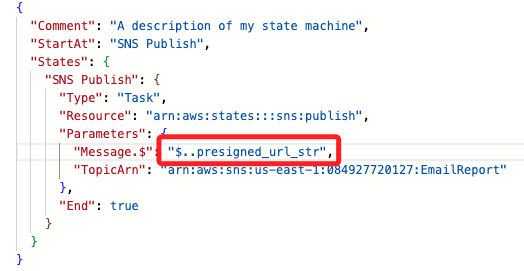 {
"Comment": "A description of my state machine",
"StartAt": "SNS Publish",
"States": {
"SNS Publish": {
"Type": "Task",
"Resource": "arn:aws:states:::sns:publish",
"Parameters": {
"Message.$": "$..presigned_url_str",
"TopicArn": "arn:aws:sns:us-east-1:084927720127:EmailReport"
},
"End": true
}
}
}